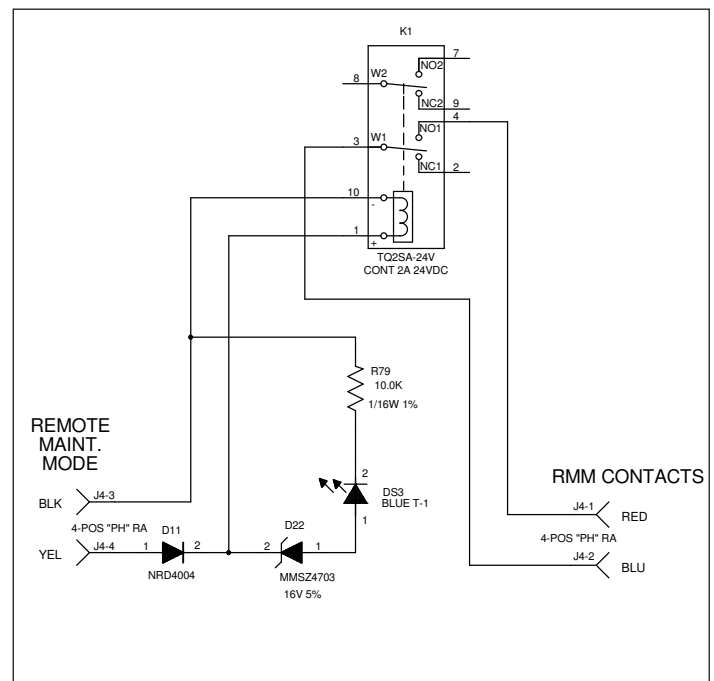 K1
7
NO2
W2
8
NC2
9
4
NO1
W1
3
NC1
2
10
-
1
+
TQ2SA-24V
CONT 2A 24VDC
R79
10.0K
1/16W 1%
REMOTE
MAINT.
MODE
2
DS3
BLUE T-1
1
RMM CONTACTS
BLK
J4-3
J4-1
RED
4-POS "PH" RA
D11
D22
4-POS "PH" RA
YEL
J4-4
1
2
2
1
J4-2
BLU
NRD4004
MMSZ4703
16V 5%